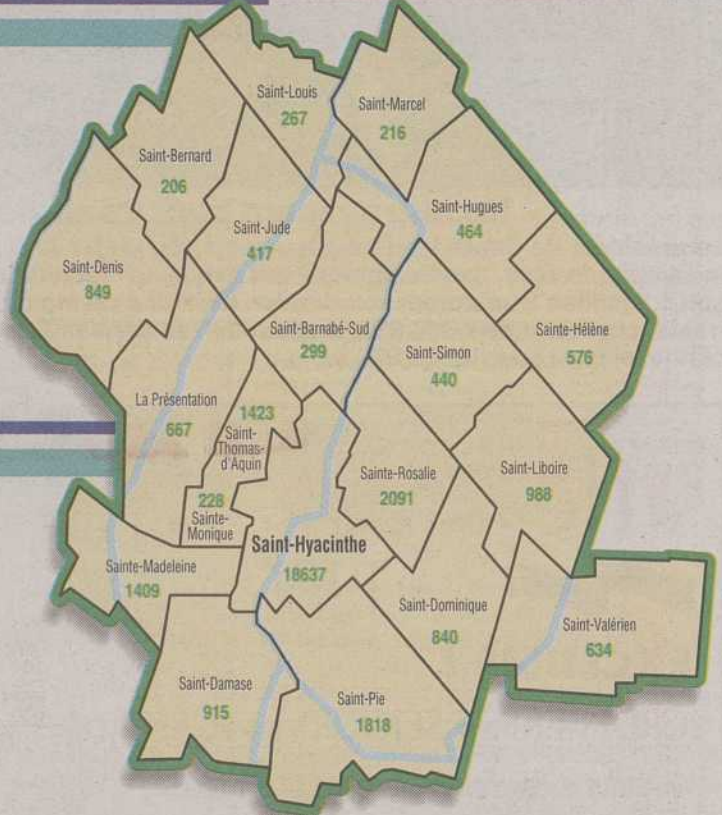 Saint-Louis
267
Saint-Marcel
216
Saint-Bernard
206
Saint-Hugues
464
Saint-Jude
417
Saint-Denis
849
Saint-Barnabé-Sud
299
Sainte-Hélène
576
Saint-Simon
440
La Présentation
667
1423
Saint-
Thomas-
d'Aquin
Sainte-Rosalie
2091
Saint-Liboire
988
228
Sainte-
Monique
Saint-Hyacinthe
18637
Sainte-Madeleine
1409
Saint-Dominique
840
Saint-Valérien
634
Saint-Damase
915
Saint-Pie
1818